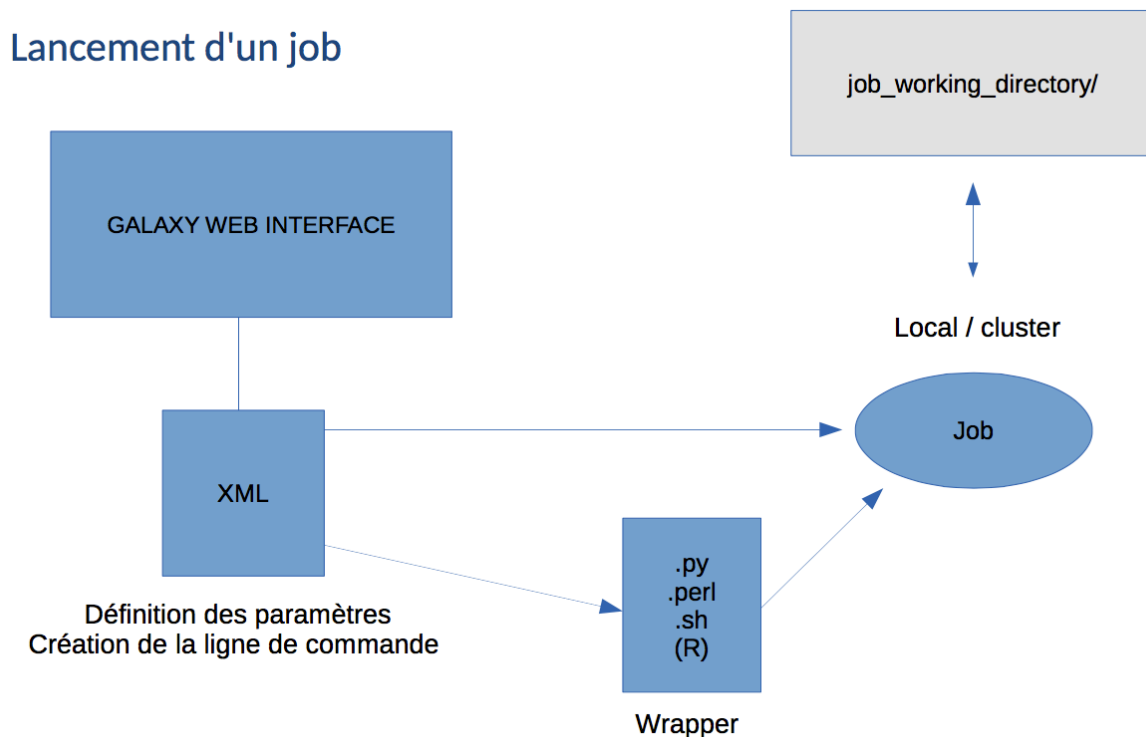 Lancement d'un job
job_working_directory/
GALAXY WEB INTERFACE
Local / cluster
Job
XML
Définition des paramètres
Création de la ligne de commande
.py
.perl
.sh
(R)
Wrapper